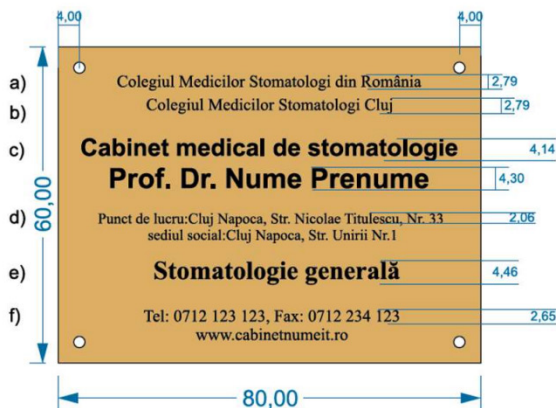 4,00 4,00
a) Colegiul Medicilor Stomatologi din România 2,79
b) Colegiul Medicilor Stomatologi Cluj 2,79
c) Cabinet medical de stomatologie 4,14
Prof. Dr. Nume Prenume 4,30
60,00
d) Punct de lucru:Cluj Napoca, Str. Nicolae Titulescu, Nr. 33 2,06
sediul social:Cluj Napoca, Str. Unirii Nr.1
e) Stomatologie generală 4,46
f) Tel: 0712 123 123, Fax: 0712 234 123 2,65
www.cabinetnumeit.ro
80,00